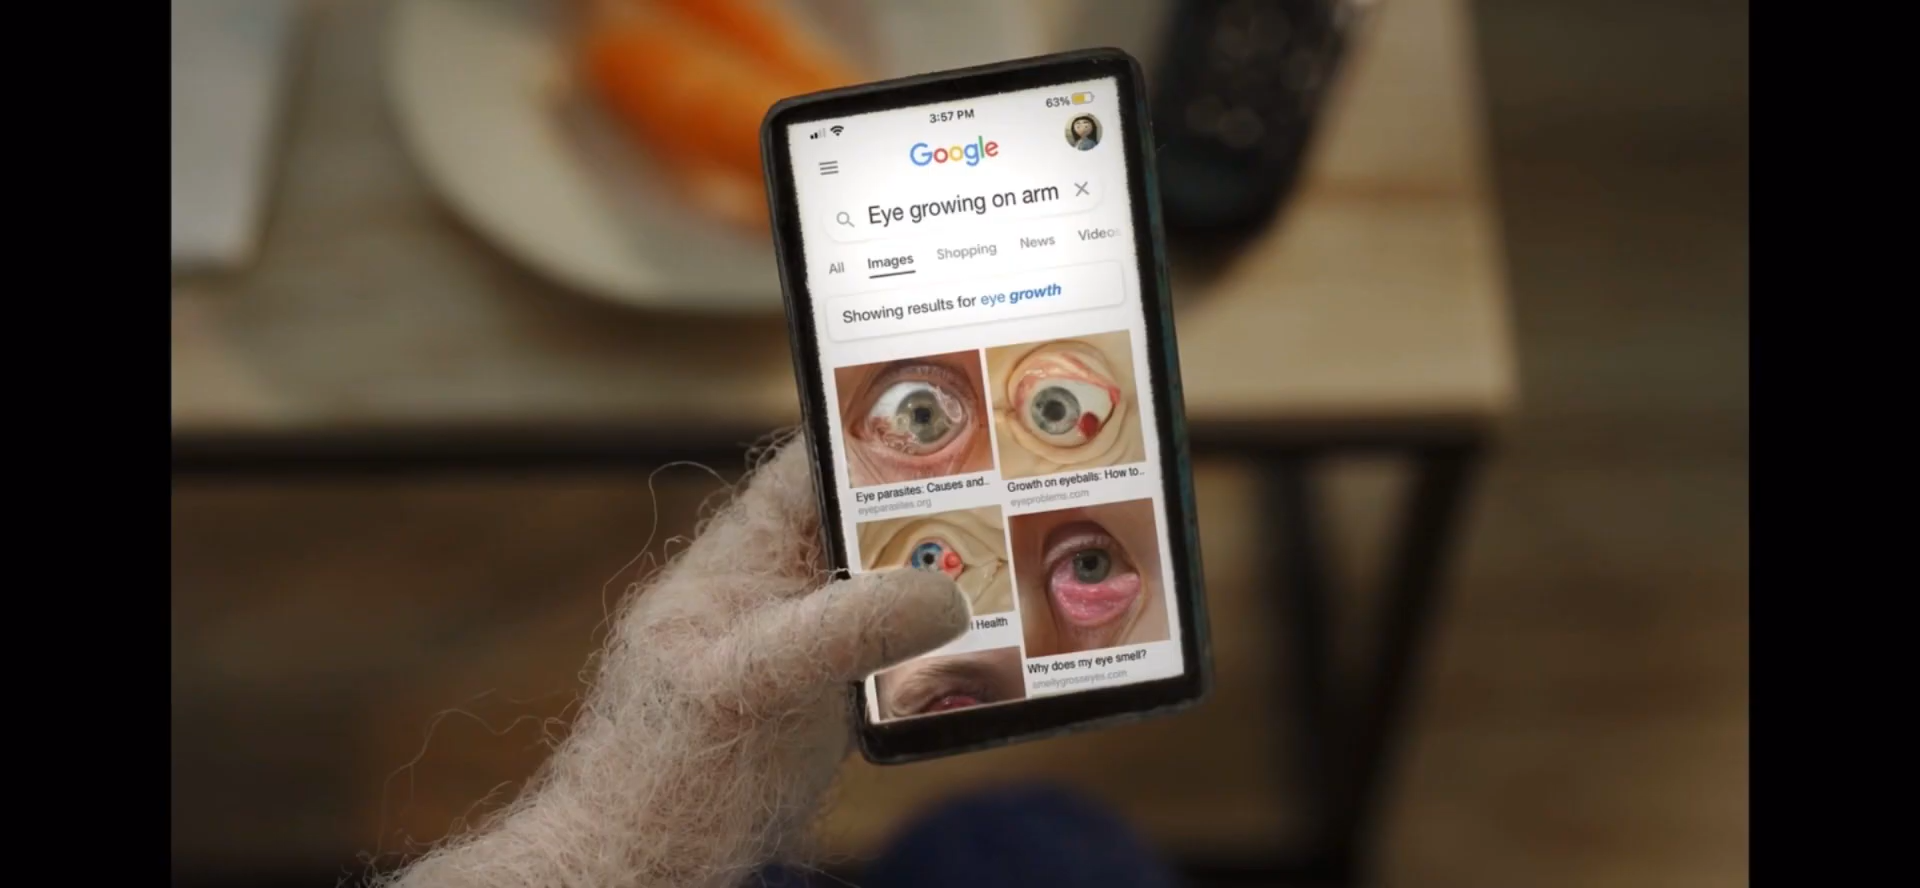 3:57 PM
63%
Google
Eye growing on arm
All Images Shopping News Videos
Showing results for eye growth
Eye parasites: Causes and..
eyeparasites.org
Growth on eyeballs: How to..
eyeproblems.com
Health
Why does my eye smell?
smellygrosseyes.com